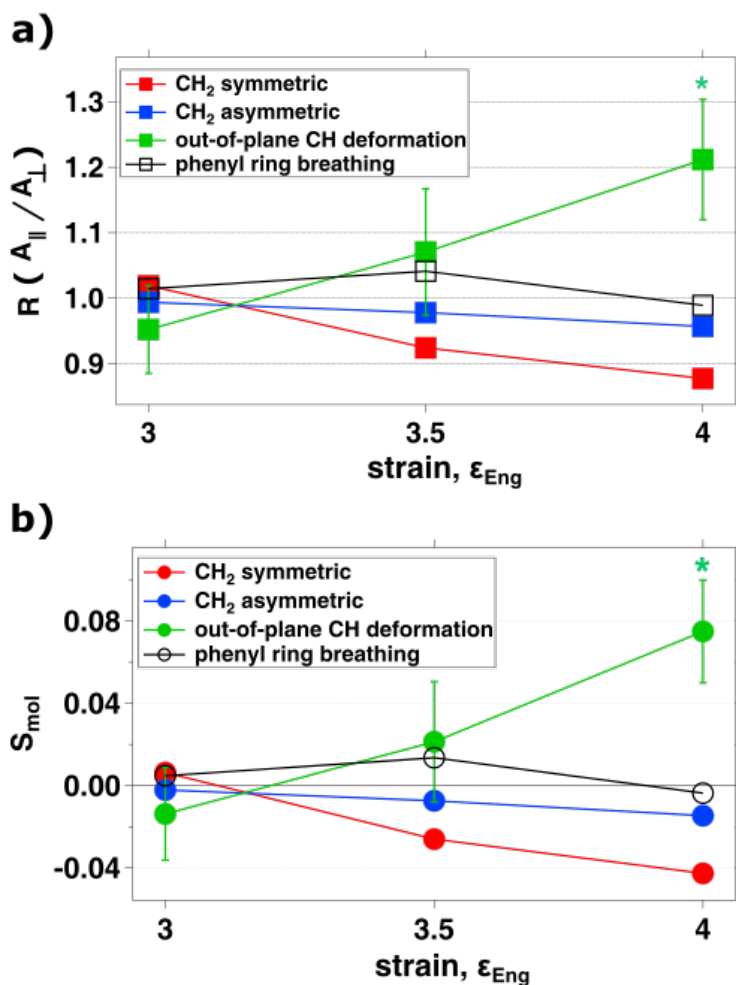 a)
CH₂ symmetric
CH₂ asymmetric
out-of-plane CH deformation
phenyl ring breathing
*
1.3
1.2
1.1
1.0
0.9
R ( A∥ / A⊥ )
3 3.5 4
strain, εEng
b)
CH₂ symmetric
CH₂ asymmetric
out-of-plane CH deformation
phenyl ring breathing
*
0.08
0.04
0.00
-0.04
Smol
3 3.5 4
strain, εEng